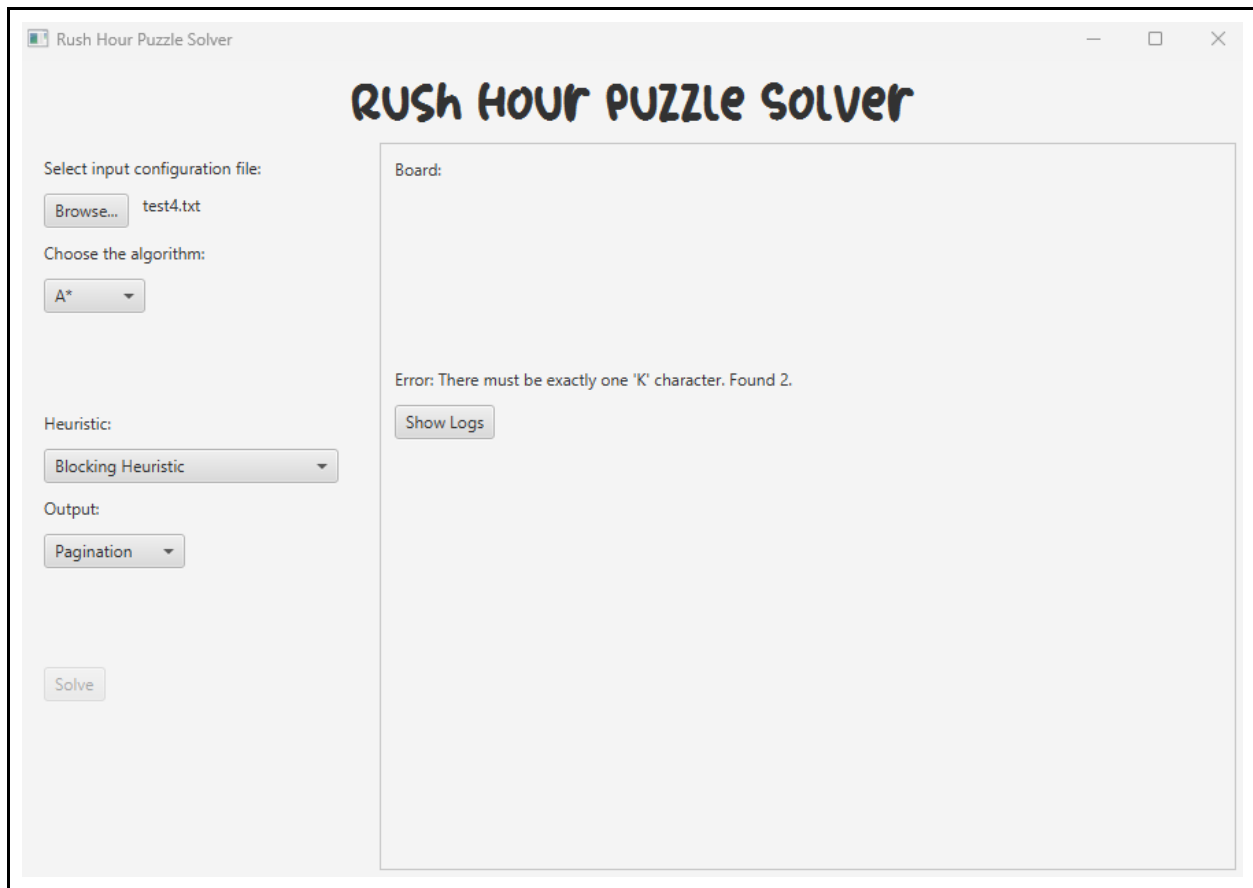 Rush Hour Puzzle Solver
Rush Hour Puzzle Solver
Select input configuration file:
Browse... test4.txt
Choose the algorithm:
A*
Heuristic:
Blocking Heuristic
Output:
Pagination
Solve
Board:
Error: There must be exactly one 'K' character. Found 2.
Show Logs